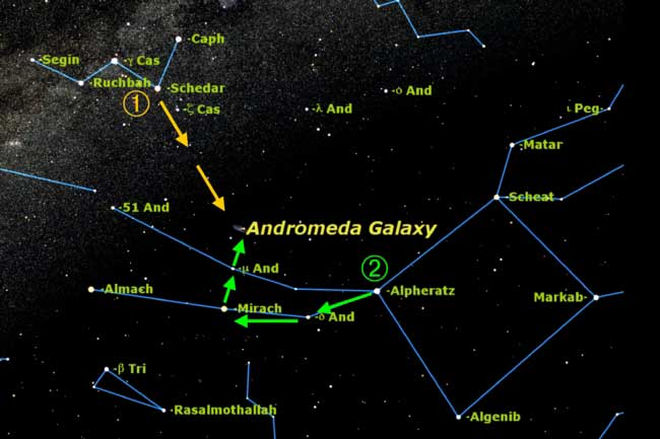 -Caph
-Segin
-γ Cas
-Ruchbah
-Schedar
①
-ζ Cas
-λ And
-ο And
ι Peg-
-Matar
-Scheat
-51 And
Andromeda Galaxy
②
-μ And
-Almach
-Mirach
-δ And
-Alpheratz
Markab-
-β Tri
-Rasalmothallah
-Algenib